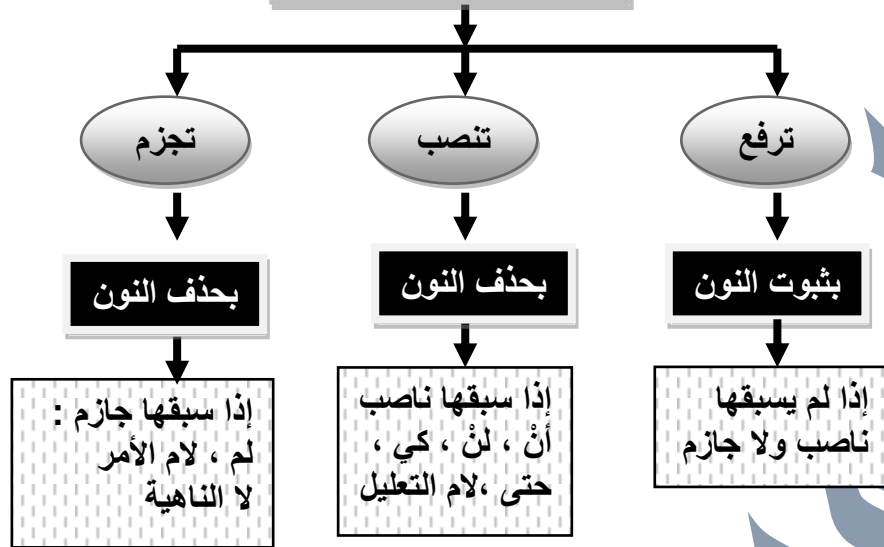 ترفع
تنصب
تجزم
بثبوت النون
بحذف النون
بحذف النون
إذا لم يسبقها
ناصب ولا جازم
إذا سبقها ناصب
أنْ ، لنْ ، كي ،
حتى ،لام التعليل
إذا سبقها جازم :
لم ، لام الأمر
لا الناهية